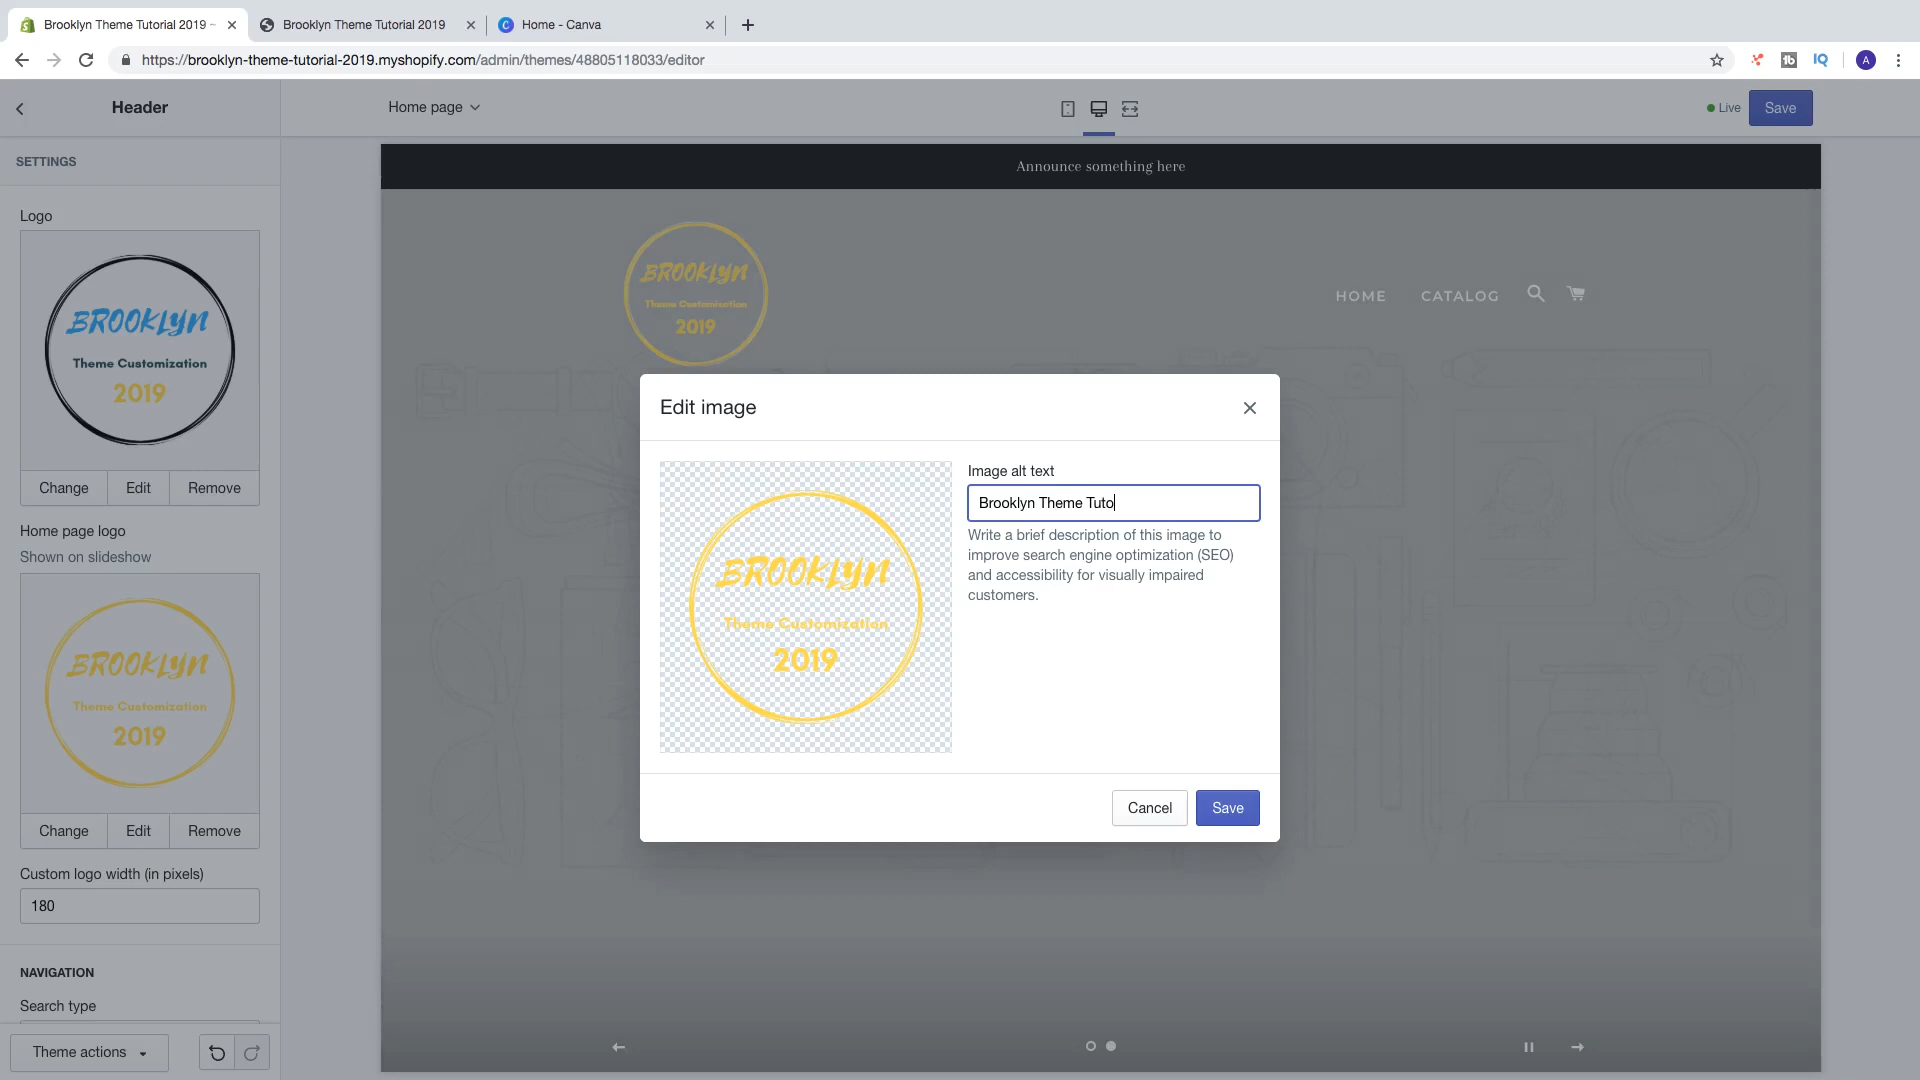 Brooklyn Theme Tutorial 2019 -
Brooklyn Theme Tutorial 2019
Home - Canva
https://brooklyn-theme-tutorial-2019.myshopify.com/admin/themes/48805118033/editor
A
Header
Home page
Live
Save
SETTINGS
Announce something here
Logo
BROOKLYN
Theme Customization
2019
Change
Edit
Remove
Home page logo
Shown on slideshow
BROOKLYN
Theme Customization
2019
Change
Edit
Remove
Custom logo width (in pixels)
180
NAVIGATION
Search type
Theme actions
BROOKLYN
Theme Customization
2019
HOME
CATALOG
Edit image
BROOKLYN
Theme Customization
2019
Image alt text
Brooklyn Theme Tuto
Write a brief description of this image to
improve search engine optimization (SEO)
and accessibility for visually impaired
customers.
Cancel
Save